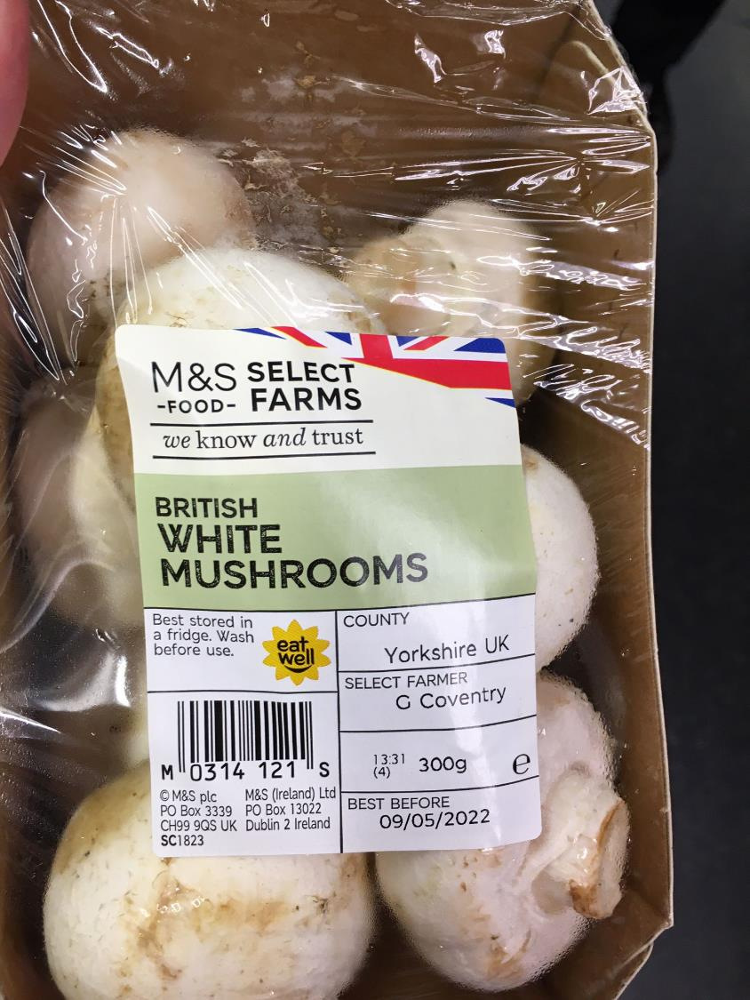 M&S SELECT
-FOOD- FARMS
we know and trust
BRITISH
WHITE
MUSHROOMS
Best stored in
a fridge. Wash
before use.
eat
well
COUNTY
Yorkshire UK
SELECT FARMER
G Coventry
M 0314 121 S
13:31
(4)
300g e
© M&S plc
PO Box 3339
CH99 9QS UK
SC1823
M&S (Ireland) Ltd
PO Box 13022
Dublin 2 Ireland
BEST BEFORE
09/05/2022